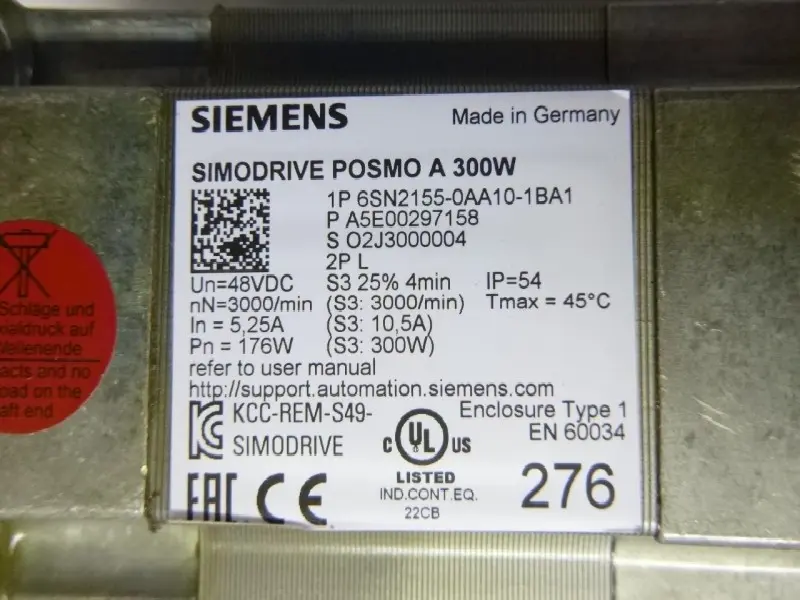 SIEMENS
Made in Germany
SIMODRIVE POSMO A 300W
1P 6SN2155-0AA10-1BA1
P A5E00297158
S O2J3000004
2P L
Un=48VDC S3 25% 4min IP=54
nN=3000/min (S3: 3000/min) Tmax = 45°C
In = 5,25A (S3: 10,5A)
Pn = 176W (S3: 300W)
refer to user manual
http://support.automation.siemens.com
KCC-REM-S49-
SIMODRIVE
C UL US
LISTED
IND.CONT.EQ.
22CB
Enclosure Type 1
EN 60034
276
EAC CE
Schläge und
auf
Wellenende
and no
on the
end